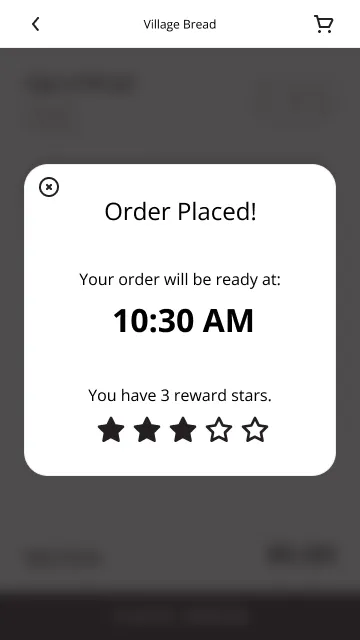 Village Bread
Order Placed!
Your order will be ready at:
10:30 AM
You have 3 reward stars.